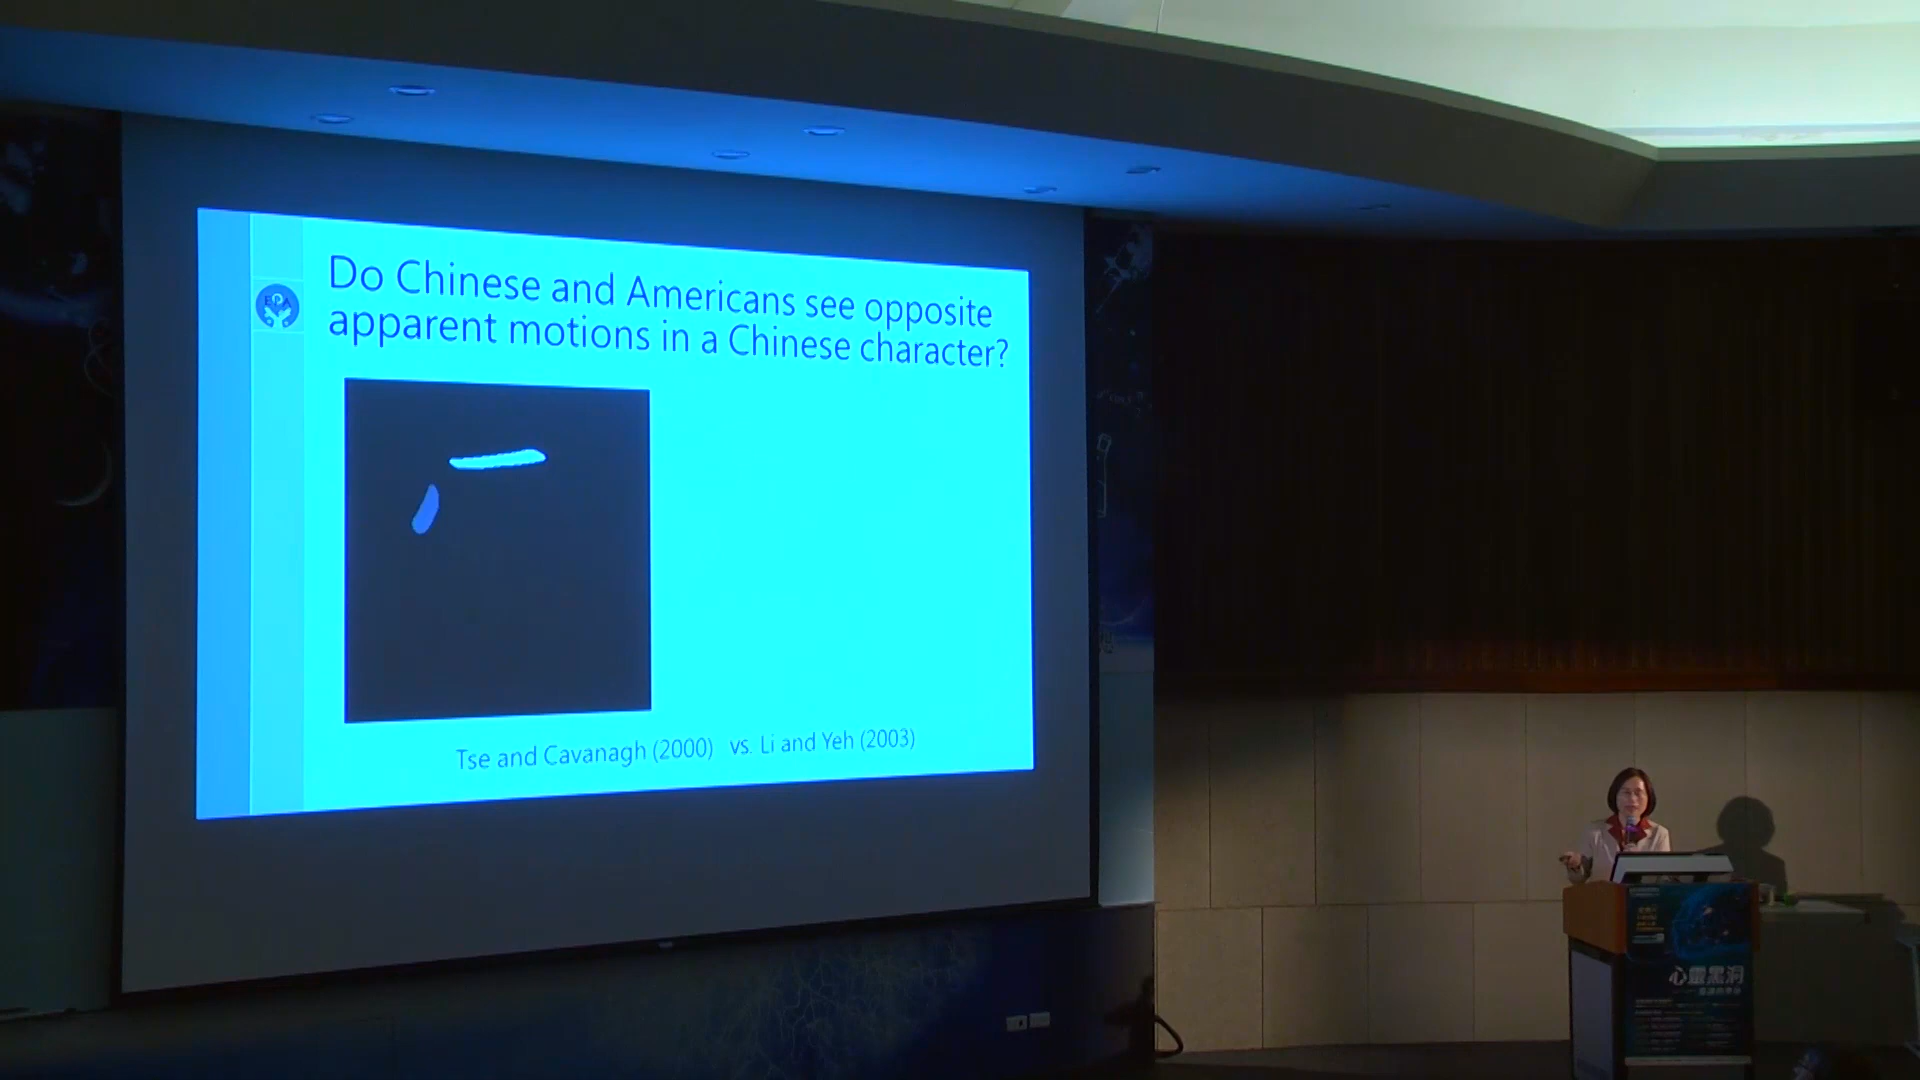 Do Chinese and Americans see opposite
apparent motions in a Chinese character?
EPA
Tse and Cavanagh (2000) vs. Li and Yeh (2003)
心靈黑洞